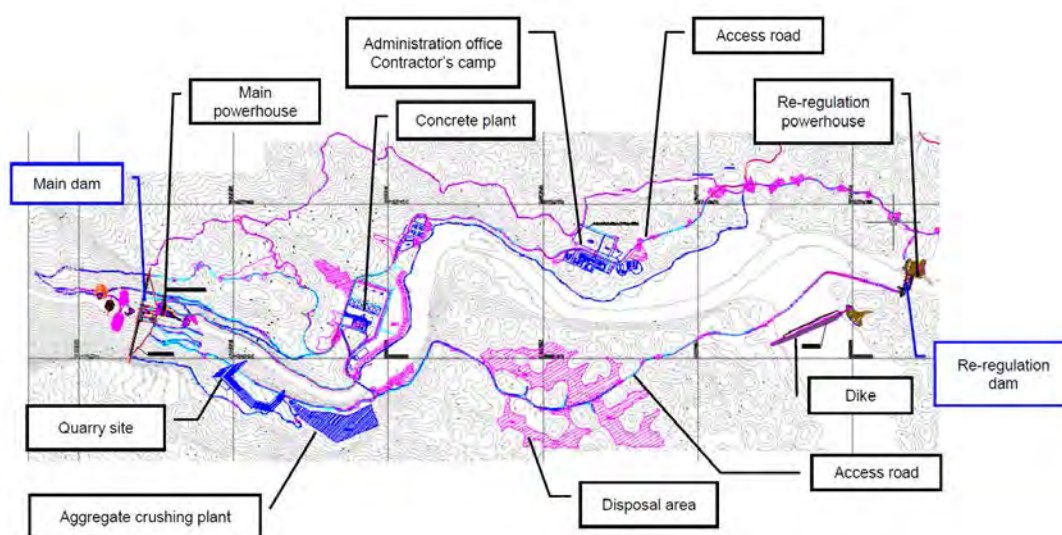 Administration office
Contractor's camp
Access road
Main
powerhouse
Concrete plant
Re-regulation
powerhouse
Main dam
Quarry site
Dike
Re-regulation
dam
Access road
Aggregate crushing plant
Disposal area